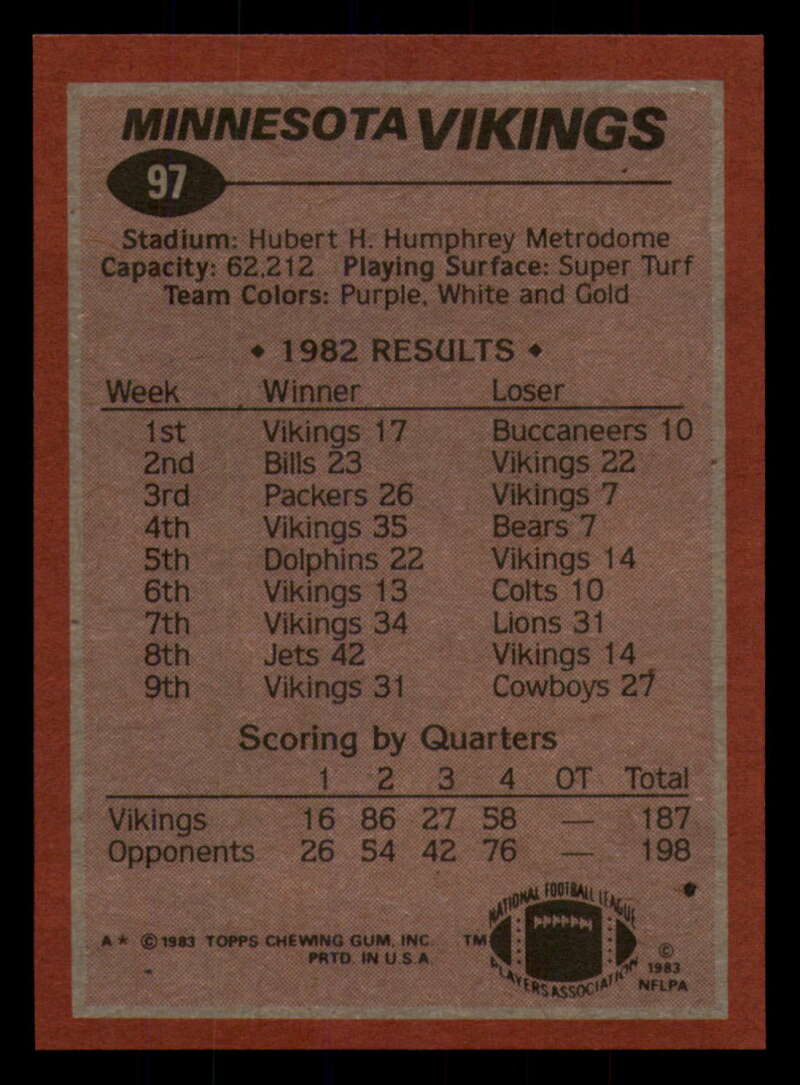 MINNESOTA VIKINGS
97
Stadium: Hubert H. Humphrey Metrodome
Capacity: 62,212 Playing Surface: Super Turf
Team Colors: Purple, White and Gold
◆ 1982 RESULTS ◆
Week Winner Loser
1st Vikings 17 Buccaneers 10
2nd Bills 23 Vikings 22
3rd Packers 26 Vikings 7
4th Vikings 35 Bears 7
5th Dolphins 22 Vikings 14
6th Vikings 13 Colts 10
7th Vikings 34 Lions 31
8th Jets 42 Vikings 14
9th Vikings 31 Cowboys 27
Scoring by Quarters
1 2 3 4 OT Total
Vikings 16 86 27 58 — 187
Opponents 26 54 42 76 — 198
NATIONAL FOOTBALL LEAGUE
PLAYERS ASSOCIATION
A* © 1983 TOPPS CHEWING GUM, INC. TM
PRTD. IN U.S.A.
© 1983 NFLPA